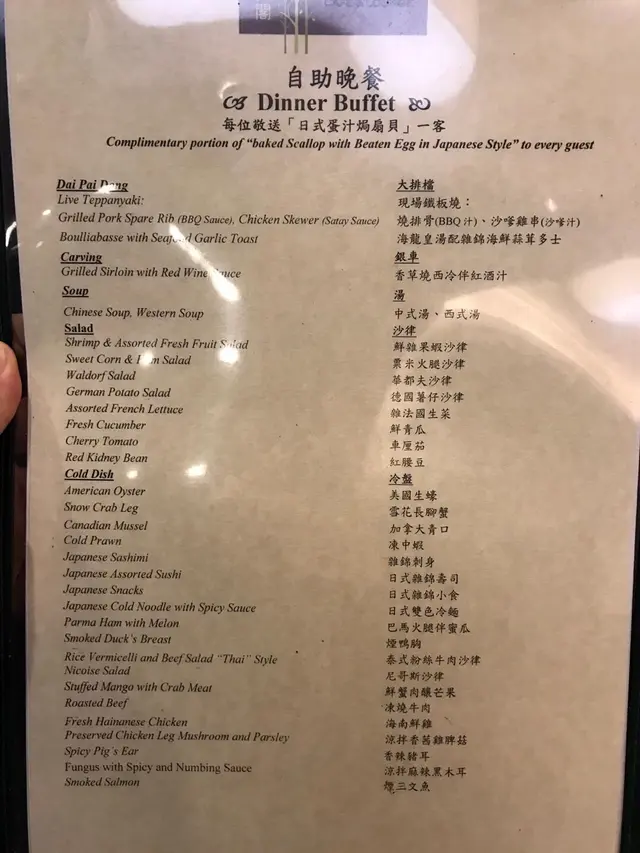 閣
自助晚餐
Dinner Buffet
每位敬送「日式蛋汁焗扇貝」一客
Complimentary portion of “baked Scallop with Beaten Egg in Japanese Style” to every guest
Dai Pai Dong 大排檔
Live Teppanyaki: 現場鐵板燒：
Grilled Pork Spare Rib (BBQ Sauce), Chicken Skewer (Satay Sauce) 燒排骨(BBQ汁)、沙嗲雞串(沙嗲汁)
Boulliabasse with Seafood Garlic Toast 海龍皇湯配雜錦海鮮蒜茸多士
Carving 銀車
Grilled Sirloin with Red Wine Sauce 香草燒西冷伴紅酒汁
Soup 湯
Chinese Soup, Western Soup 中式湯、西式湯
Salad 沙律
Shrimp & Assorted Fresh Fruit Salad 鮮雜果蝦沙律
Sweet Corn & Ham Salad 粟米火腿沙律
Waldorf Salad 華都夫沙律
German Potato Salad 德國薯仔沙律
Assorted French Lettuce 雜法國生菜
Fresh Cucumber 鮮青瓜
Cherry Tomato 車厘茄
Red Kidney Bean 紅腰豆
Cold Dish 冷盤
American Oyster 美國生蠔
Snow Crab Leg 雪花長腳蟹
Canadian Mussel 加拿大青口
Cold Prawn 凍中蝦
Japanese Sashimi 雜錦刺身
Japanese Assorted Sushi 日式雜錦壽司
Japanese Snacks 日式雜錦小食
Japanese Cold Noodle with Spicy Sauce 日式雙色冷麵
Parma Ham with Melon 巴馬火腿伴蜜瓜
Smoked Duck's Breast 煙鴨胸
Rice Vermicelli and Beef Salad “Thai” Style 泰式粉絲牛肉沙律
Nicoise Salad 尼哥斯沙律
Stuffed Mango with Crab Meat 鮮蟹肉釀芒果
Roasted Beef 凍燒牛肉
Fresh Hainanese Chicken 海南鮮雞
Preserved Chicken Leg Mushroom and Parsley 涼拌香茜雞脾菇
Spicy Pig's Ear 香辣豬耳
Fungus with Spicy and Numbing Sauce 涼拌麻辣黑木耳
Smoked Salmon 煙三文魚